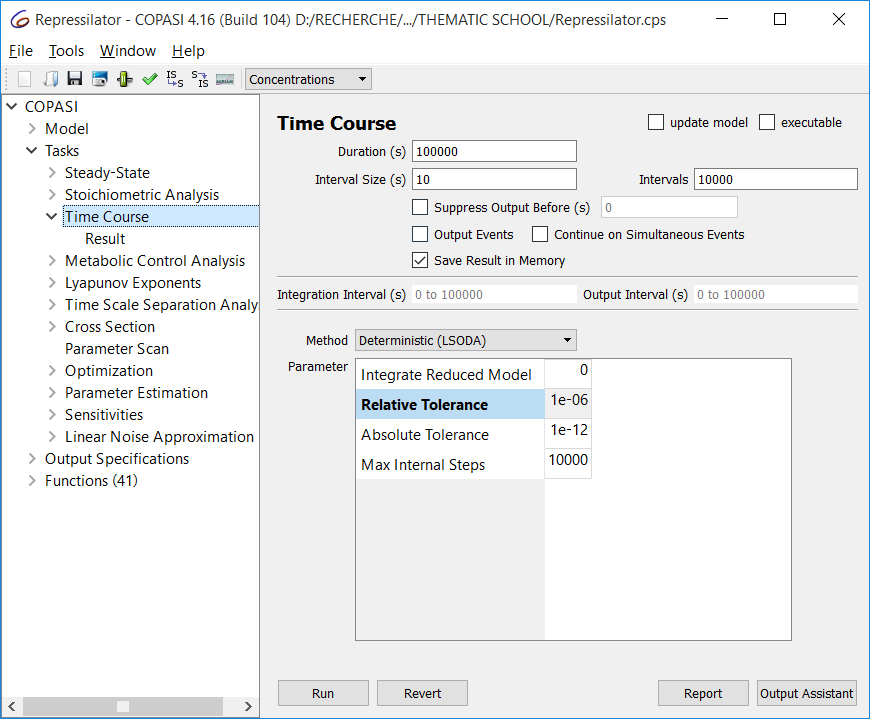 Repressilator - COPASI 4.16 (Build 104) D:/RECHERCHE/.../THEMATIC SCHOOL/Repressilator.cps
File Tools Window Help
Concentrations
COPASI
Model
Tasks
Steady-State
Stoichiometric Analysis
Time Course
Result
Metabolic Control Analysis
Lyapunov Exponents
Time Scale Separation Analy
Cross Section
Parameter Scan
Optimization
Parameter Estimation
Sensitivities
Linear Noise Approximation
Output Specifications
Functions (41)
Time Course
update model executable
Duration (s) 100000
Interval Size (s) 10 Intervals 10000
Suppress Output Before (s) 0
Output Events Continue on Simultaneous Events
Save Result in Memory
Integration Interval (s) 0 to 100000 Output Interval (s) 0 to 100000
Method Deterministic (LSODA)
Parameter
Integrate Reduced Model 0
Relative Tolerance 1e-06
Absolute Tolerance 1e-12
Max Internal Steps 10000
Run Revert Report Output Assistant